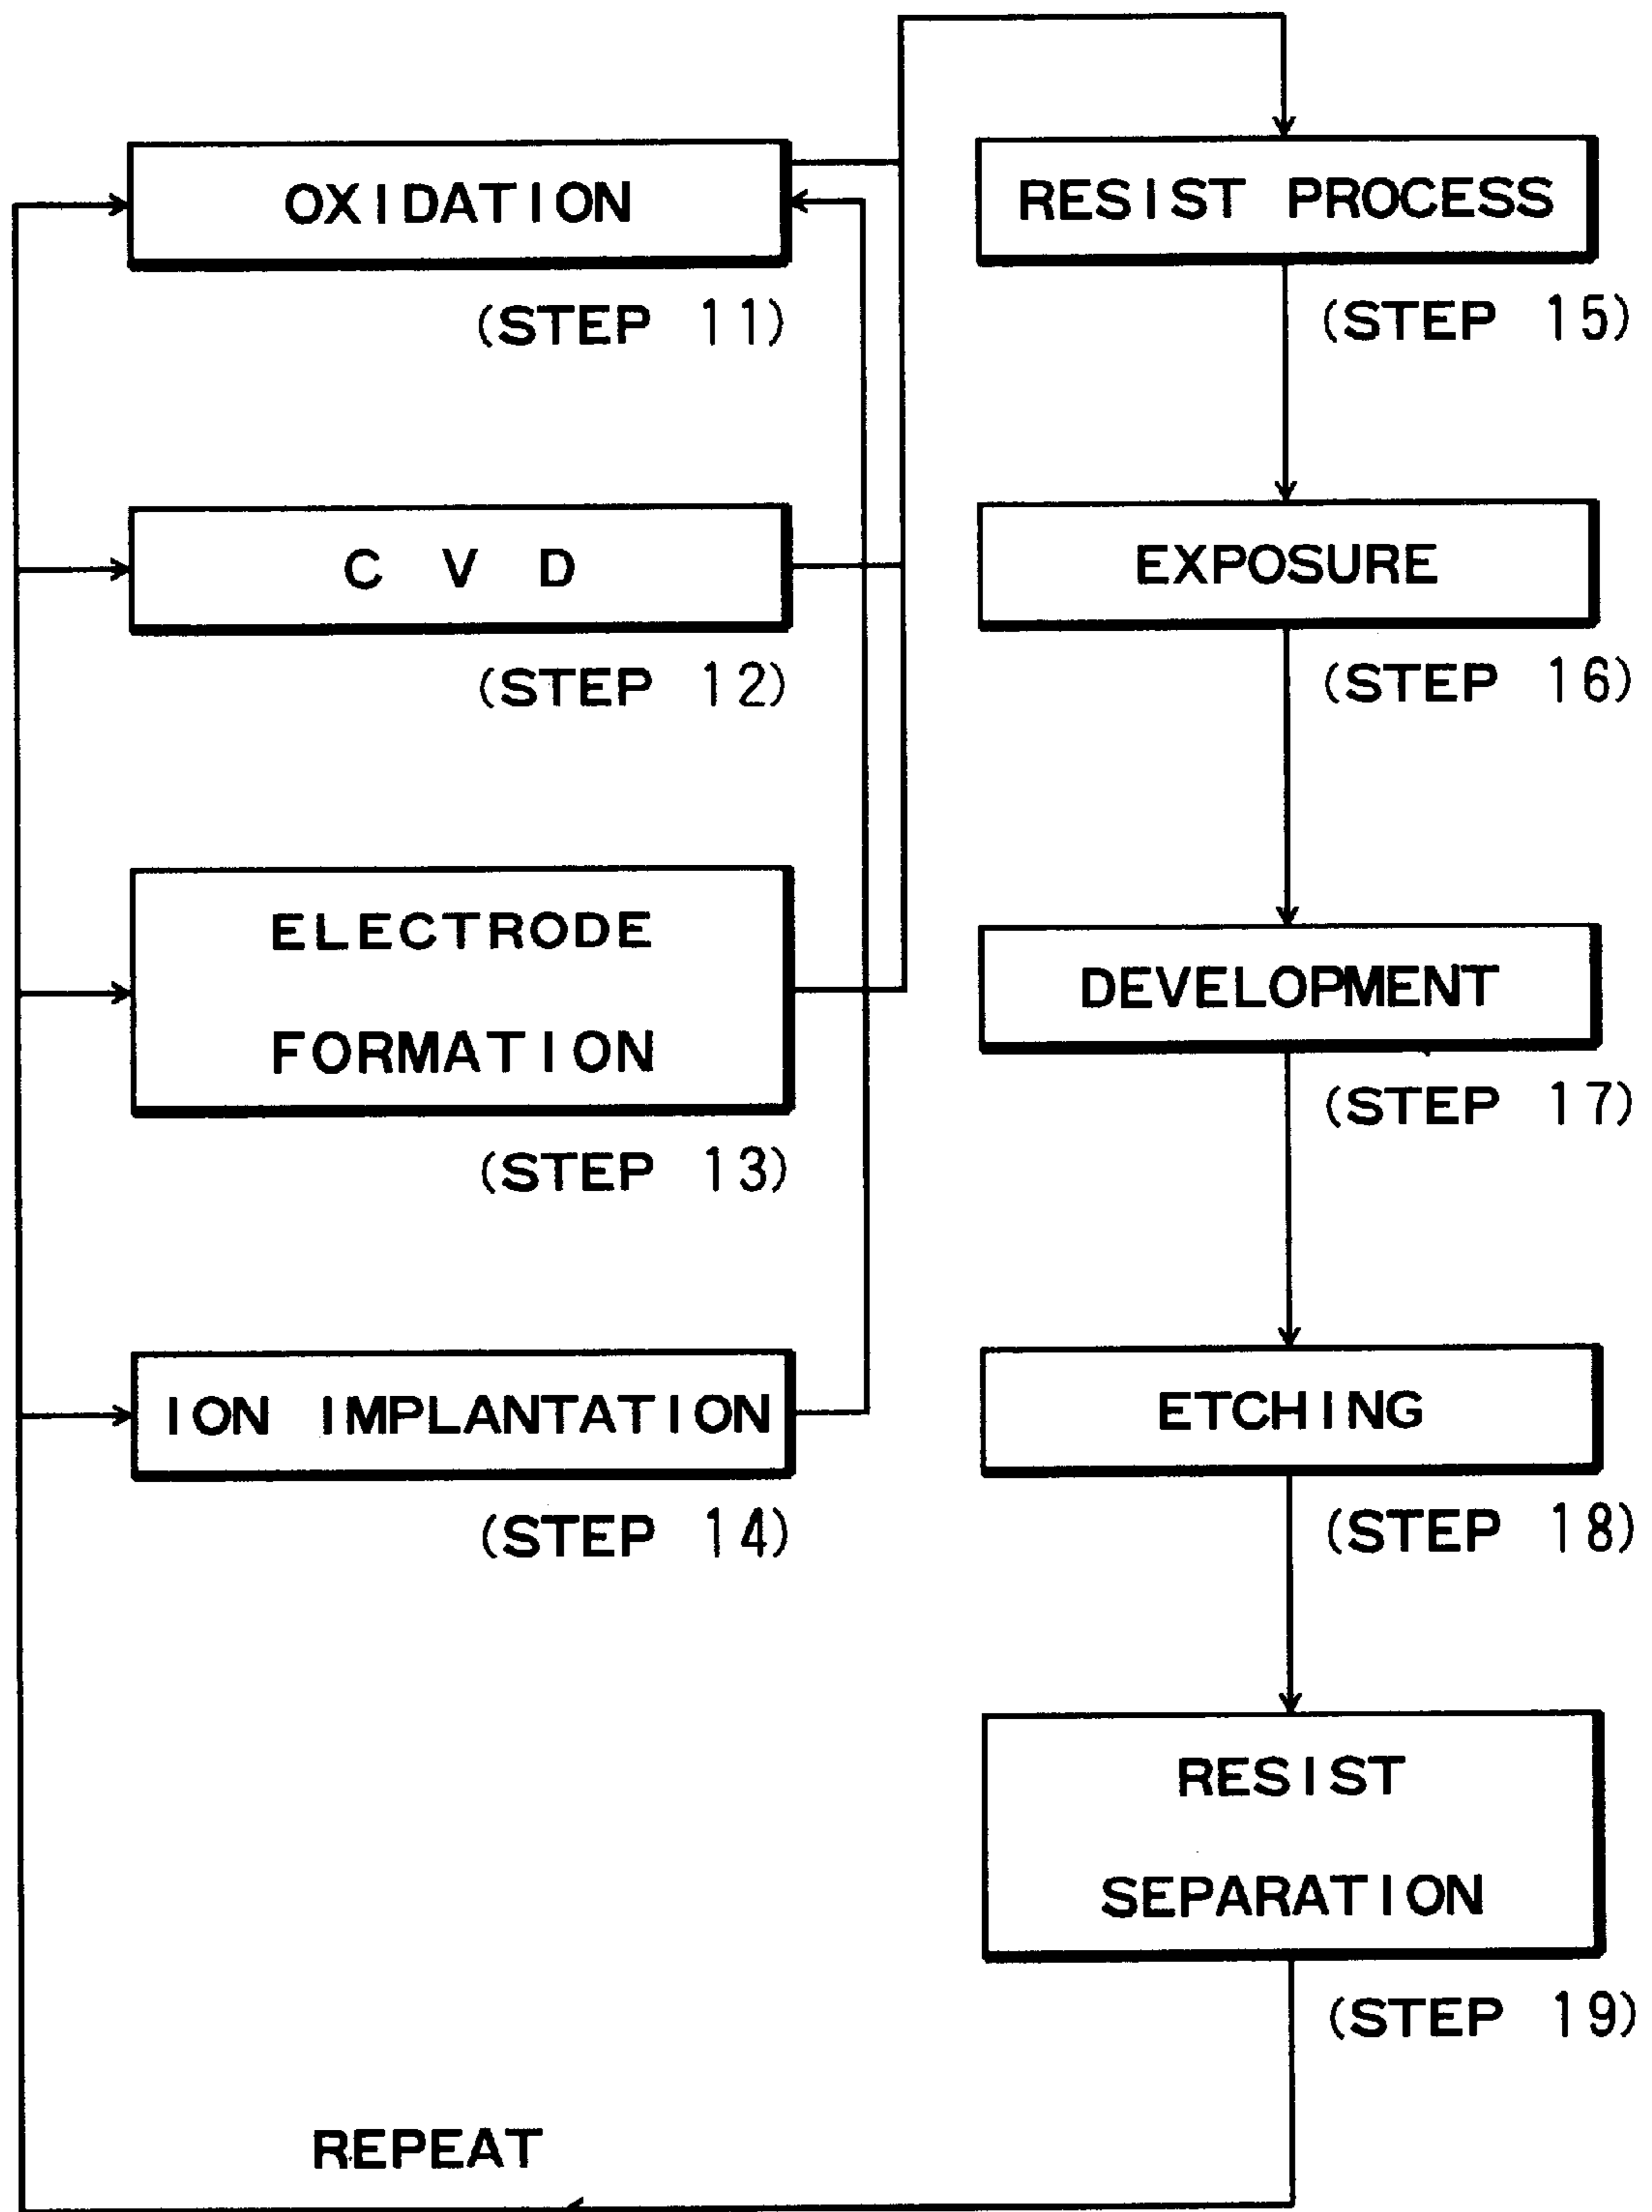 OXIDATION
(STEP 11)
C V D
(STEP 12)
ELECTRODE
FORMATION
(STEP 13)
ION IMPLANTATION
(STEP 14)
RESIST PROCESS
(STEP 15)
EXPOSURE
(STEP 16)
DEVELOPMENT
(STEP 17)
ETCHING
(STEP 18)
RESIST
SEPARATION
(STEP 19)
REPEAT